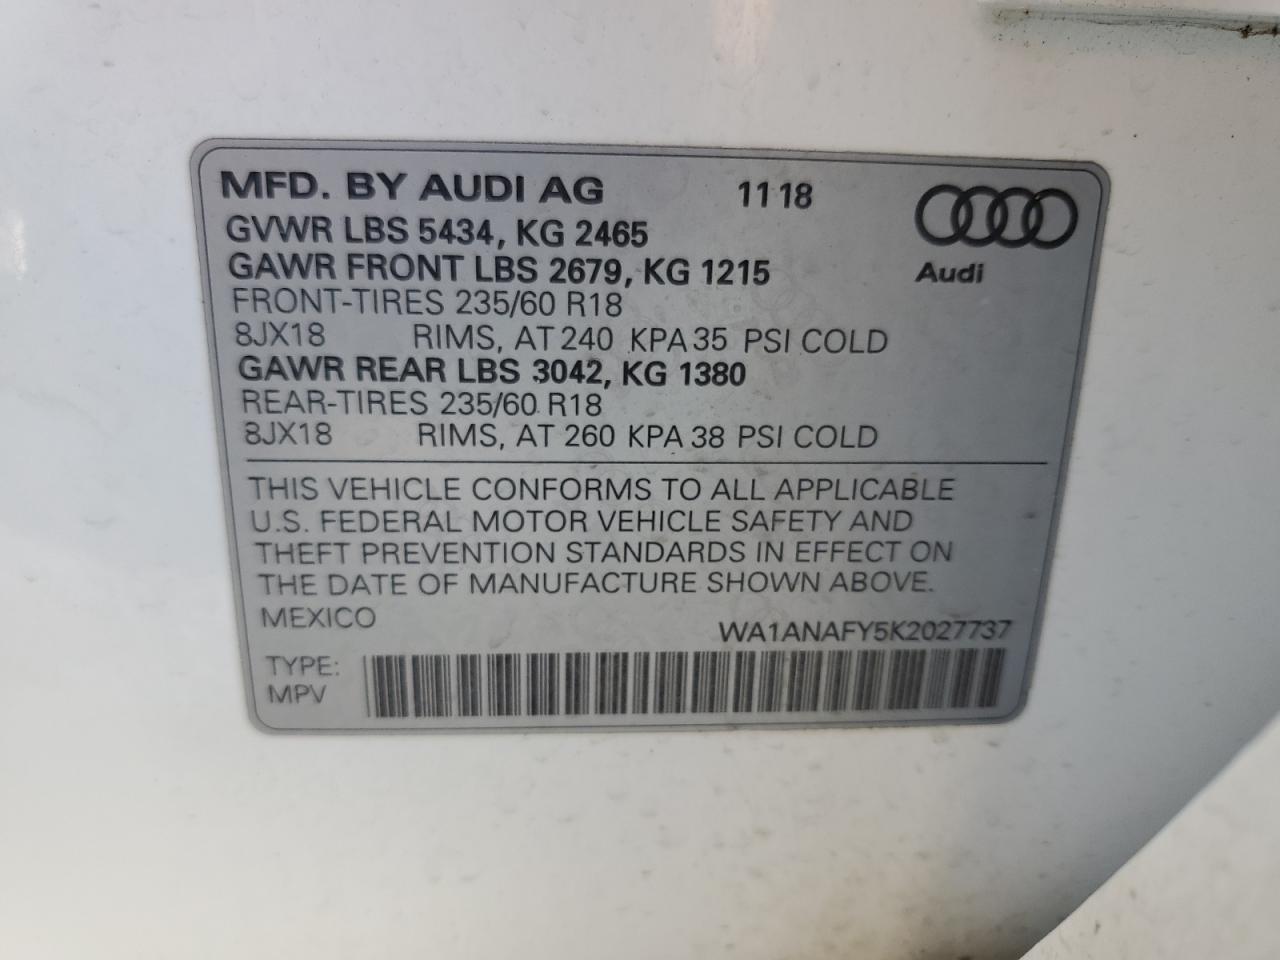 MFD. BY AUDI AG 11 18
GVWR LBS 5434, KG 2465
GAWR FRONT LBS 2679, KG 1215
Audi
FRONT-TIRES 235/60 R18
8JX18 RIMS, AT 240 KPA 35 PSI COLD
GAWR REAR LBS 3042, KG 1380
REAR-TIRES 235/60 R18
8JX18 RIMS, AT 260 KPA 38 PSI COLD
THIS VEHICLE CONFORMS TO ALL APPLICABLE
U.S. FEDERAL MOTOR VEHICLE SAFETY AND
THEFT PREVENTION STANDARDS IN EFFECT ON
THE DATE OF MANUFACTURE SHOWN ABOVE.
MEXICO
WA1ANAFY5K2027737
TYPE:
MPV